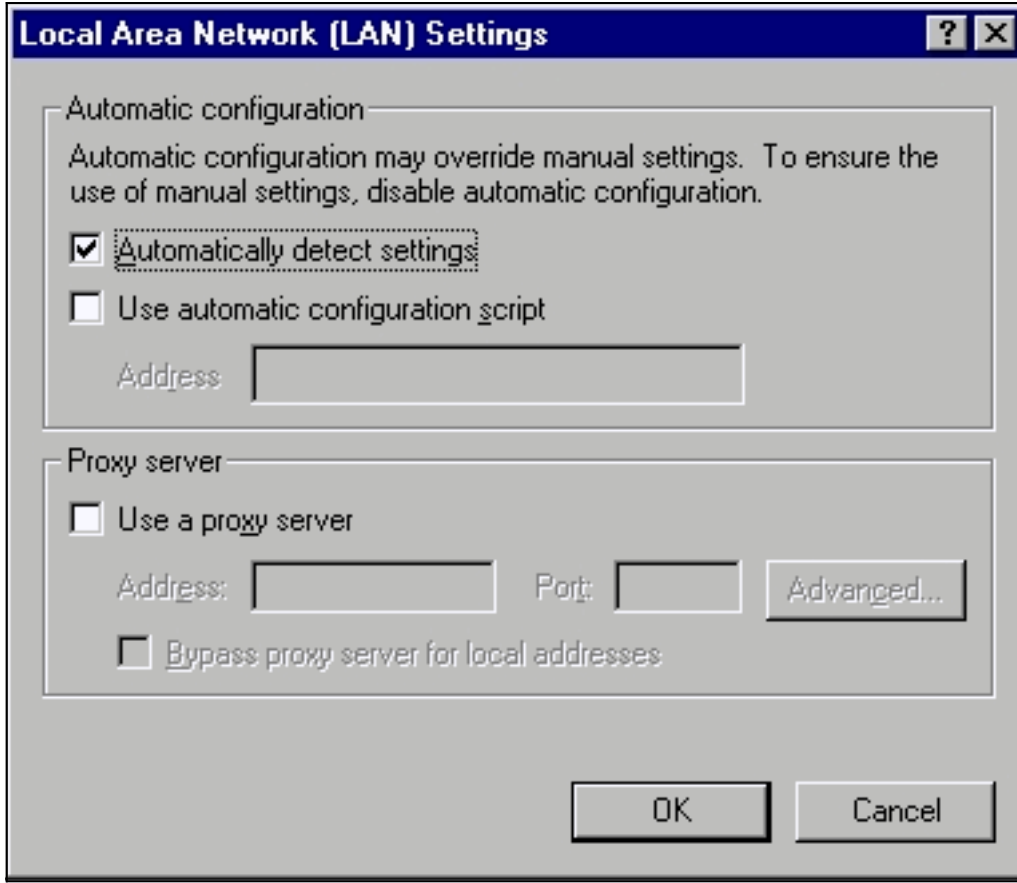 Local Area Network (LAN) Settings
Automatic configuration
Automatic configuration may override manual settings.  To ensure the
use of manual settings, disable automatic configuration.
Automatically detect settings
Use automatic configuration script
Address
Proxy server
Use a proxy server
Address: Port: Advanced...
Bypass proxy server for local addresses
OK Cancel